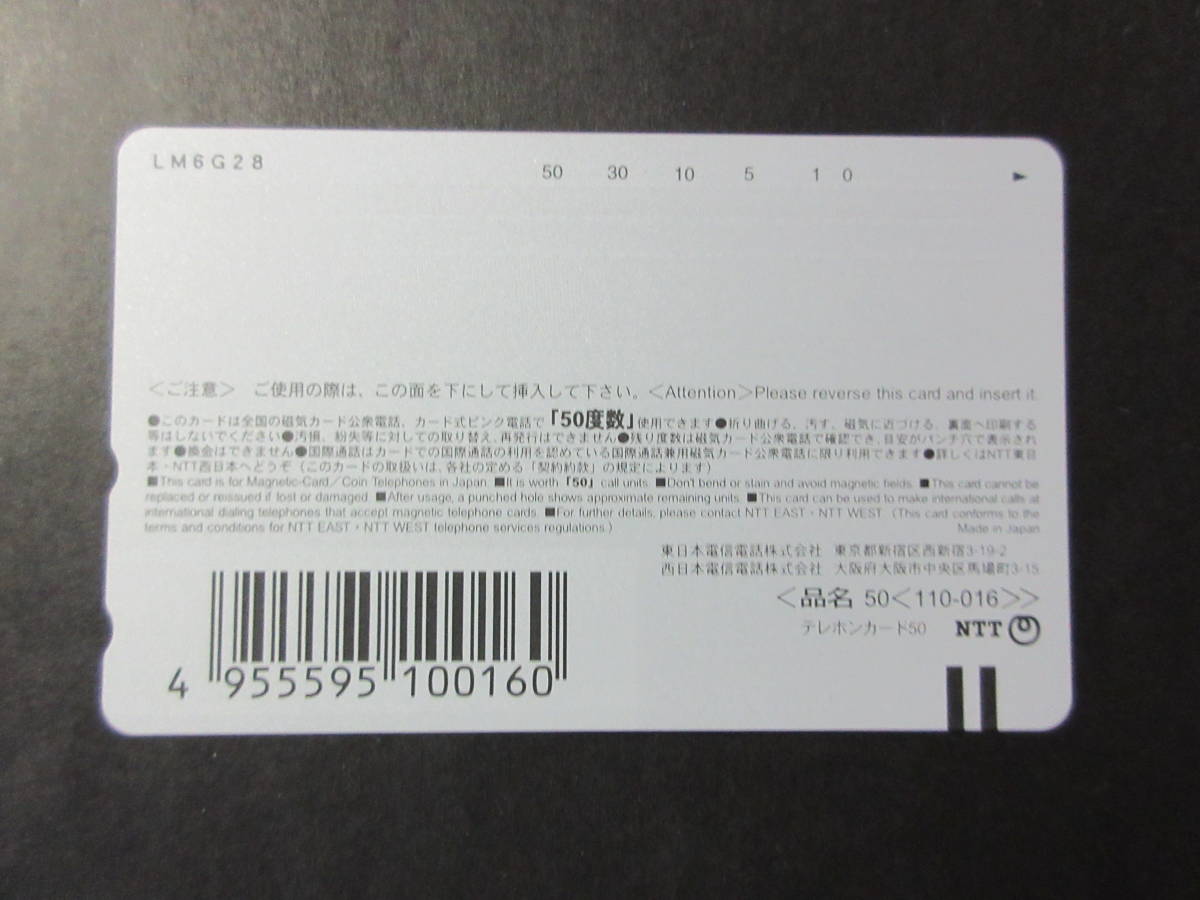 LM6G28
50 30 10 5 1 0 ►
＜ご注意＞ ご使用の際は、この面を下にして挿入して下さい。＜Attention＞Please reverse this card and insert it.
●このカードは全国の磁気カード公衆電話、カード式ピンク電話で「50度数」使用できます●折り曲げる、汚す、磁気に近づける、裏面へ印刷する
等はしないでください●汚損、紛失等に対しての取り替え、再発行はできません●残り度数は磁気カード公衆電話で確認でき、目安がパンチ穴で表示され
ます●換金はできません●国際通話はカードでの国際通話の利用を認めている国際通話兼用磁気カード公衆電話に限り利用できます●詳しくはNTT東日
本・NTT西日本へどうぞ（このカードの取扱いは、各社の定める「契約約款」の規定によります）
■This card is for Magnetic-Card／Coin Telephones in Japan. ■It is worth「50」call units. ■Don't bend or stain and avoid magnetic fields. ■This card cannot be
replaced or reissued if lost or damaged. ■After usage, a punched hole shows approximate remaining units. ■This card can be used to make international calls at
international dialing telephones that accept magnetic telephone cards. ■For further details, please contact NTT EAST・NTT WEST（This card conforms to the
terms and conditions for NTT EAST・NTT WEST telephone services regulations.） Made in Japan
東日本電信電話株式会社 東京都新宿区西新宿3-19-2
西日本電信電話株式会社 大阪府大阪市中央区馬場町3-15
＜品名 50＜110-016＞＞
テレホンカード50 NTT
4 955595 100160